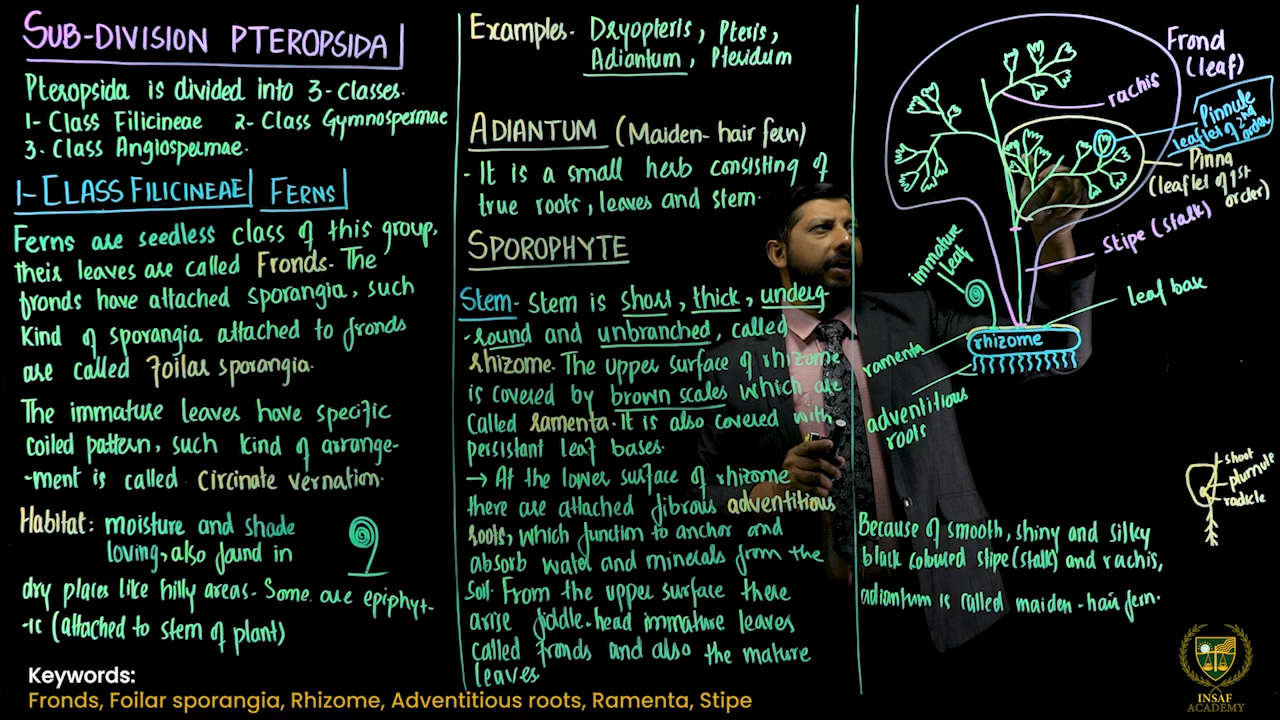 SUB-DIVISION PTEROPSIDA
Pteropsida is divided into 3-classes.
1- Class Filicineae 2- Class Gymnospermae
3. Class Angiospermae.
1-CLASS FILICINEAE FERNS
Ferns are seedless class of this group,
their leaves are called Fronds. The
fronds have attached sporangia, such
kind of sporangia attached to fronds
are called Foilar sporangia.
The immature leaves have specific
coiled pattern, such kind of arrange-
-ment is called circinate vernation.
Habitat: moisture and shade
loving, also found in
dry places like hilly areas. Some are epiphyt-
-ic (attached to stem of plant)
Examples- Dryopteris, Pteris,
Adiantum, Pteridum
ADIANTUM (Maiden-hair fern)
- It is a small herb consisting of
true roots, leaves and stem.
SPOROPHYTE
Stem- Stem is short, thick, underg-
-round and unbranched, called
rhizome. The upper surface of rhizome
is covered by brown scales which are
called ramenta. It is also covered with
persistant leaf bases.
→ At the lower surface of rhizome
there are attached fibrous adventitious
roots, which function to anchor and
absorb water and minerals from the
soil. From the upper surface there
arise fiddle-head immature leaves
called fronds and also the mature
leaves
Frond
(leaf)
rachis
Pinnule
leaflet of 2nd
order
Pinna
(leaflet of 1st
order)
stipe (stalk)
immature
leaf
leaf base
rhizome
ramenta
adventitious
roots
shoot
plumule
radicle
Because of smooth, shiny and silky
black coloured stipe (stalk) and rachis,
adiantum is called maiden-hair fern.
Keywords:
Fronds, Foilar sporangia, Rhizome, Adventitious roots, Ramenta, Stipe
INSAF
ACADEMY